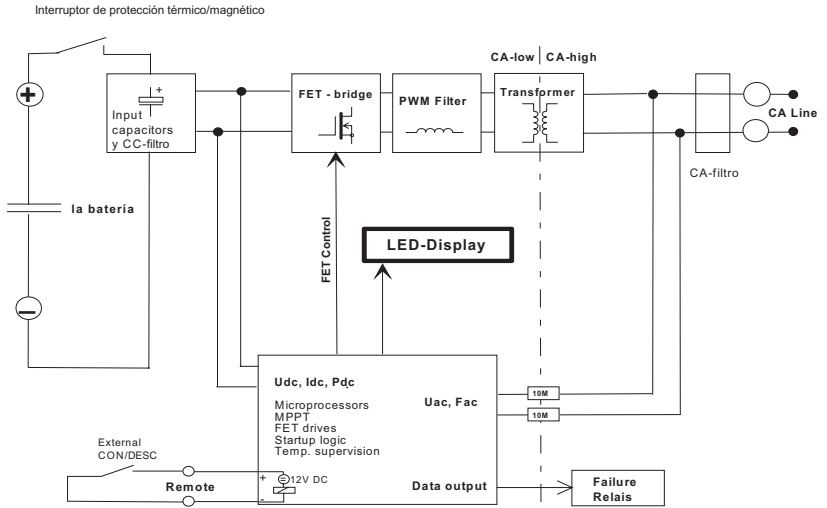 Interruptor de protección térmico/magnético
CA-low CA-high
+
+
Input
capacitors
y CC-filtro
FET - bridge
PWM Filter
Transformer
CA Line
CA-filtro
la batería
FET Control
LED-Display
Udc, Idc, Pdc
Microprocessors
MPPT
FET drives
Startup logic
Temp. supervision
Uac, Fac
10M
10M
External
CON/DESC
Remote
+
12V DC
-
Data output
Failure
Relais